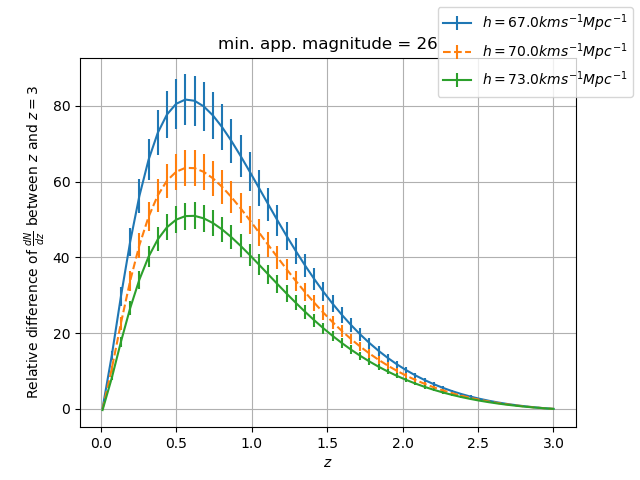 min. app. magnitude = 26
h = 67.0kms⁻¹Mpc⁻¹
h = 70.0kms⁻¹Mpc⁻¹
h = 73.0kms⁻¹Mpc⁻¹
Relative difference of dN/dz between z and z = 3
80
60
40
20
0
0.0 0.5 1.0 1.5 2.0 2.5 3.0
z